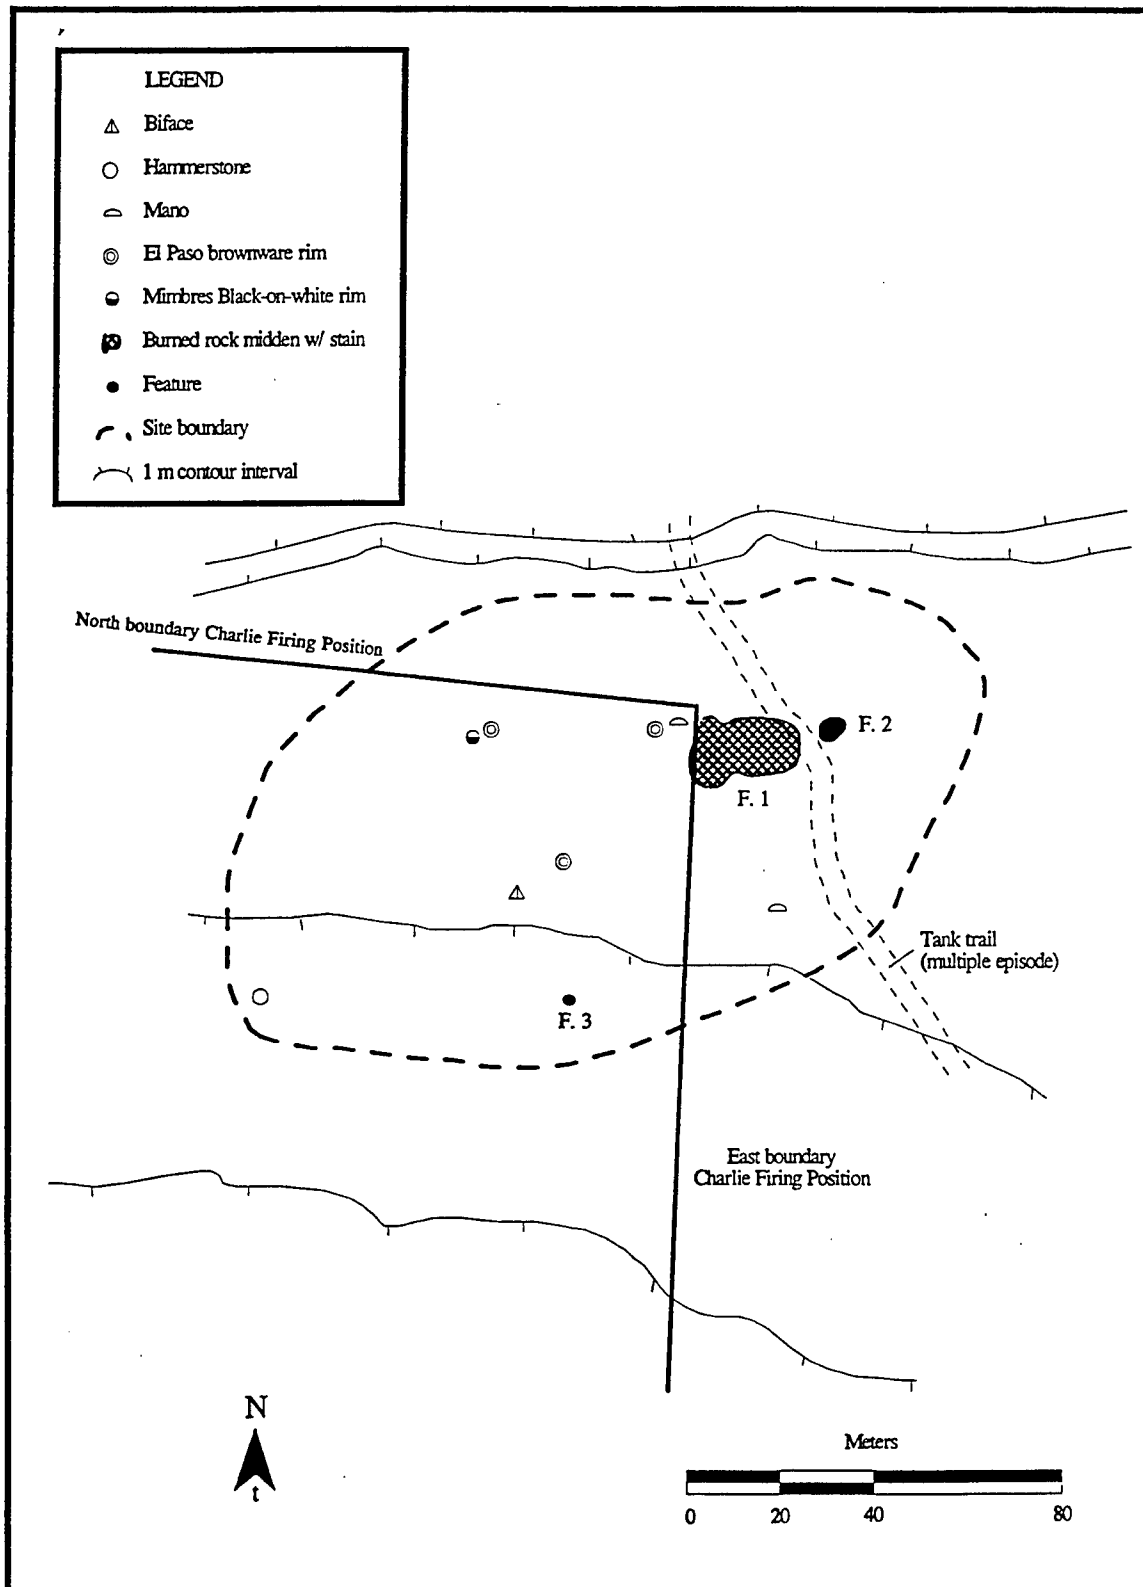 LEGEND
Biface
Hammerstone
Mano
El Paso brownware rim
Mimbres Black-on-white rim
Burned rock midden w/ stain
Feature
Site boundary
1 m contour interval
North boundary Charlie Firing Position
F. 2
F. 1
Tank trail
(multiple episode)
F. 3
East boundary
Charlie Firing Position
N
t
Meters
0 20 40 80